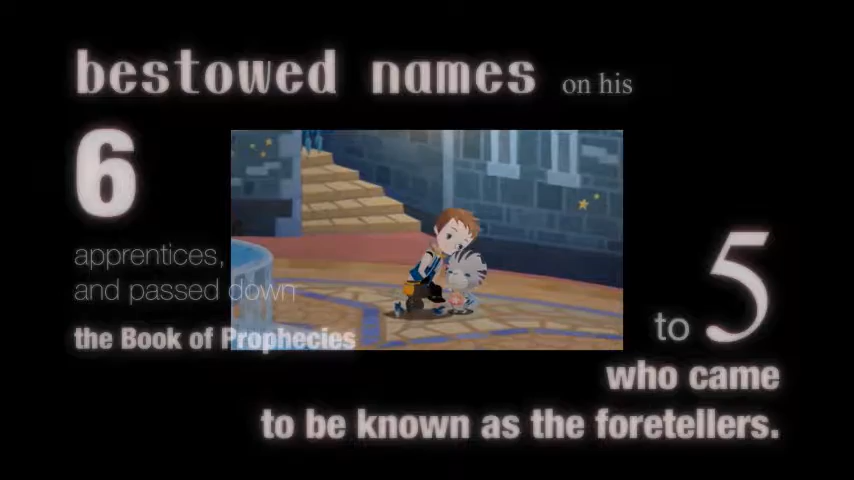 bestowed names on his
6
apprentices,
and passed down
the Book of Prophecies
to 5
who came
to be known as the foretellers.